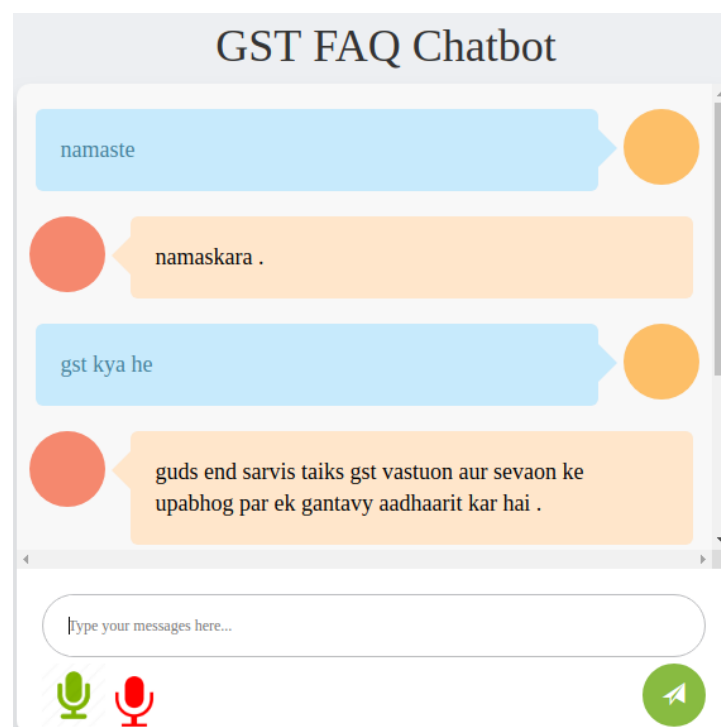 GST FAQ Chatbot
namaste
namaskara .
gst kya he
guds end sarvis taiks gst vastuon aur sevaon ke
upabhog par ek gantavy aadhaarit kar hai .
Type your messages here...